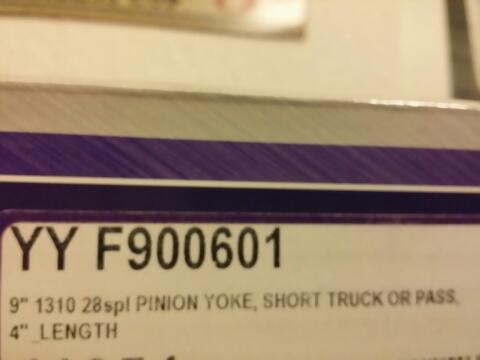 YY F900601
9" 1310 28spl PINION YOKE, SHORT TRUCK OR PASS,
4"_LENGTH